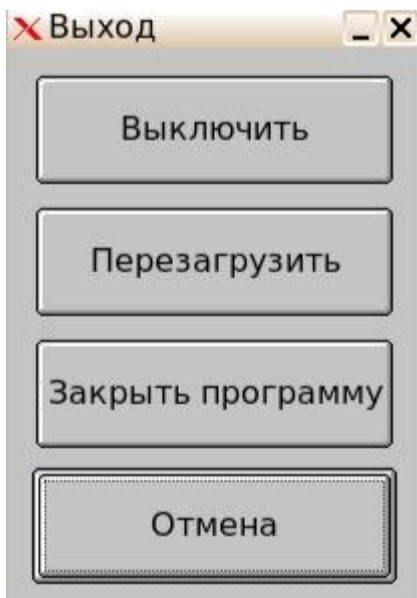 Выход
Выключить
Перезагрузить
Закрыть программу
Отмена